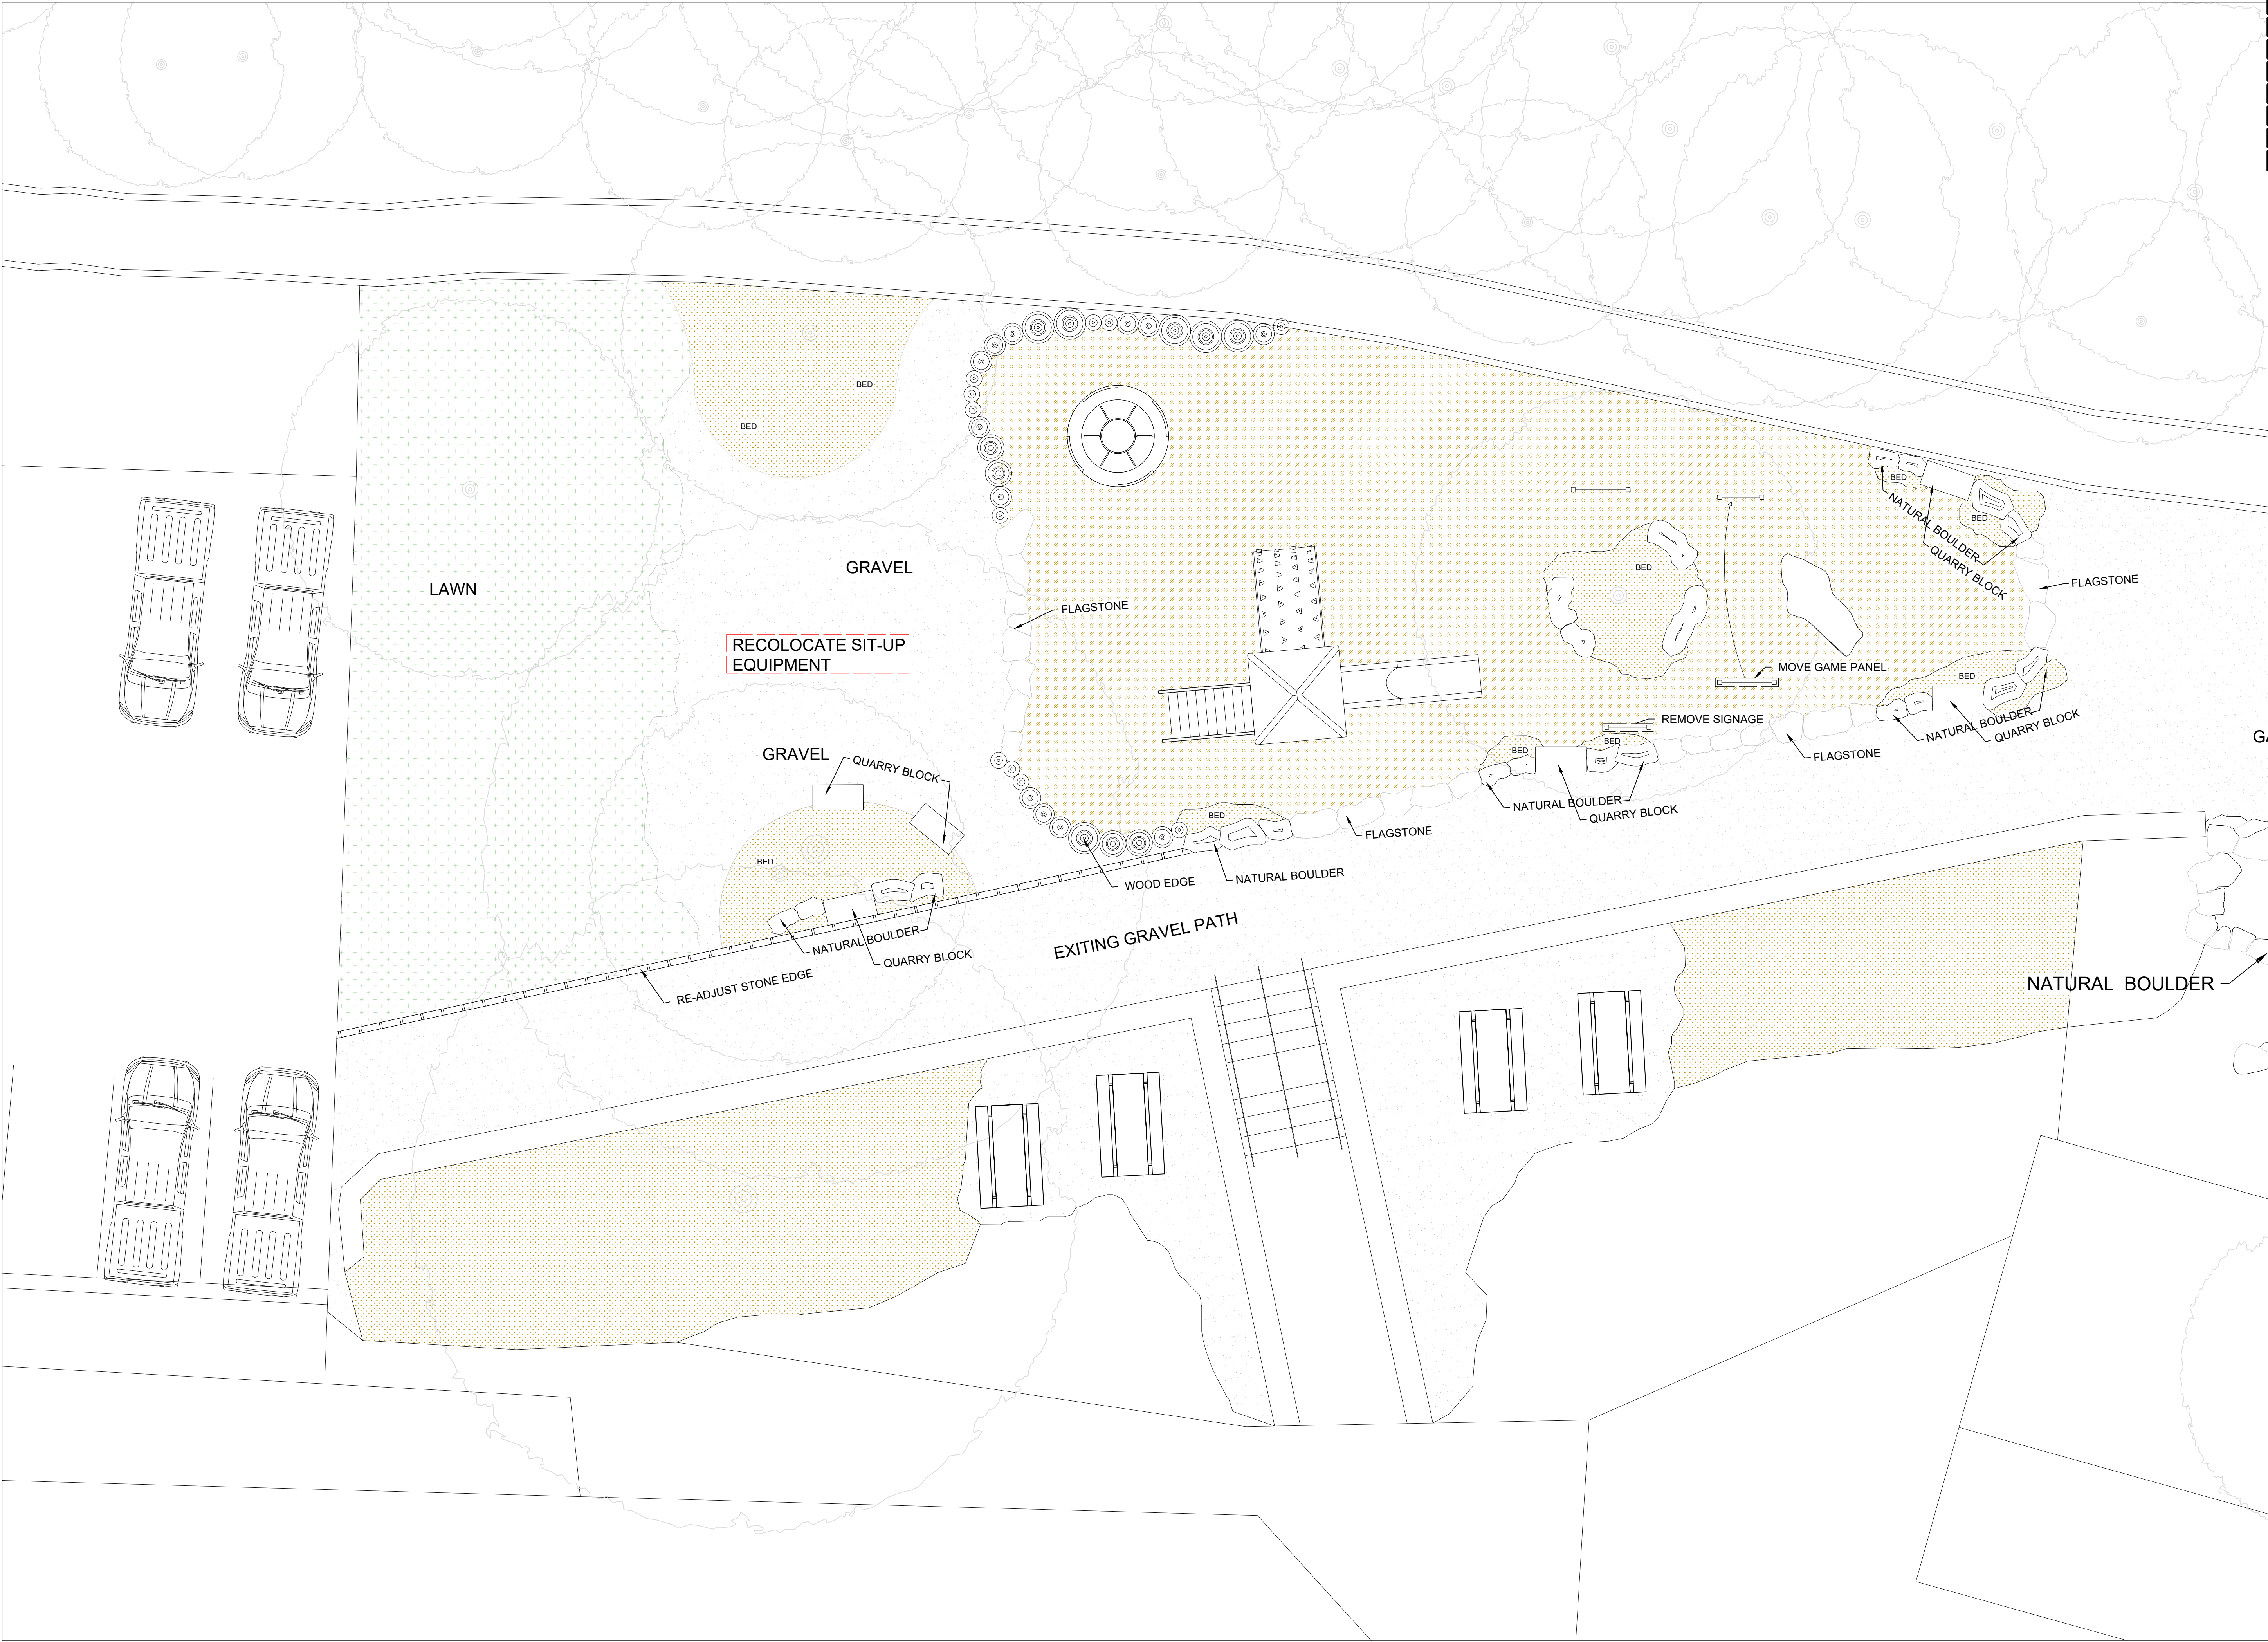 BED
BED
BED
NATURAL BOULDER
BED
QUARRY BLOCK
GRAVEL
BED
LAWN
FLAGSTONE
FLAGSTONE
RECOLOCATE SIT-UP
EQUIPMENT
MOVE GAME PANEL
BED
REMOVE SIGNAGE
NATURAL BOULDER
QUARRY BLOCK
GRAVEL
QUARRY BLOCK
BED
BED
FLAGSTONE
NATURAL BOULDER
QUARRY BLOCK
BED
FLAGSTONE
BED
WOOD EDGE
NATURAL BOULDER
EXITING GRAVEL PATH
NATURAL BOULDER
QUARRY BLOCK
RE-ADJUST STONE EDGE
NATURAL BOULDER